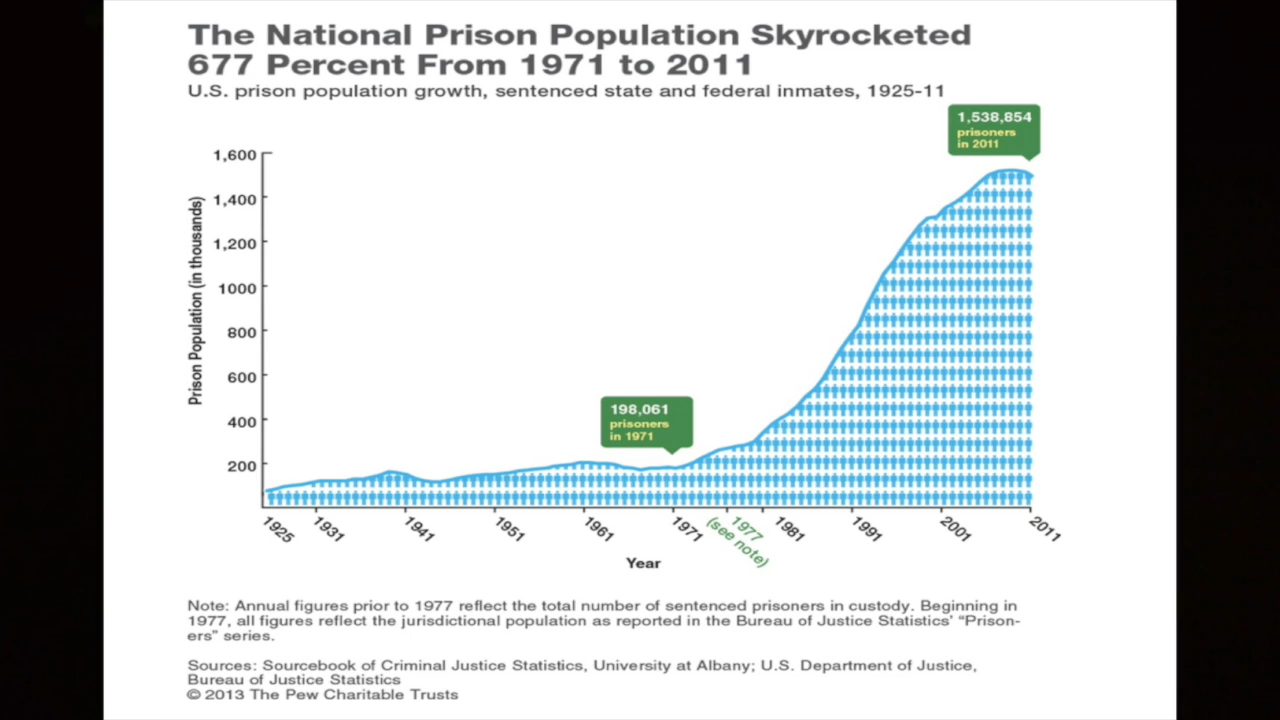 The National Prison Population Skyrocketed
677 Percent From 1971 to 2011
U.S. prison population growth, sentenced state and federal inmates, 1925-11
1,538,854
prisoners
in 2011
1,600
1,400
1,200
1000
800
600
400
200
Prison Population (in thousands)
198,061
prisoners
in 1971
1925
1931
1941
1951
1961
1971
1977
(see note)
1981
1991
2001
2011
Year
Note: Annual figures prior to 1977 reflect the total number of sentenced prisoners in custody. Beginning in
1977, all figures reflect the jurisdictional population as reported in the Bureau of Justice Statistics’ “Prison-
ers” series.
Sources: Sourcebook of Criminal Justice Statistics, University at Albany; U.S. Department of Justice,
Bureau of Justice Statistics
© 2013 The Pew Charitable Trusts